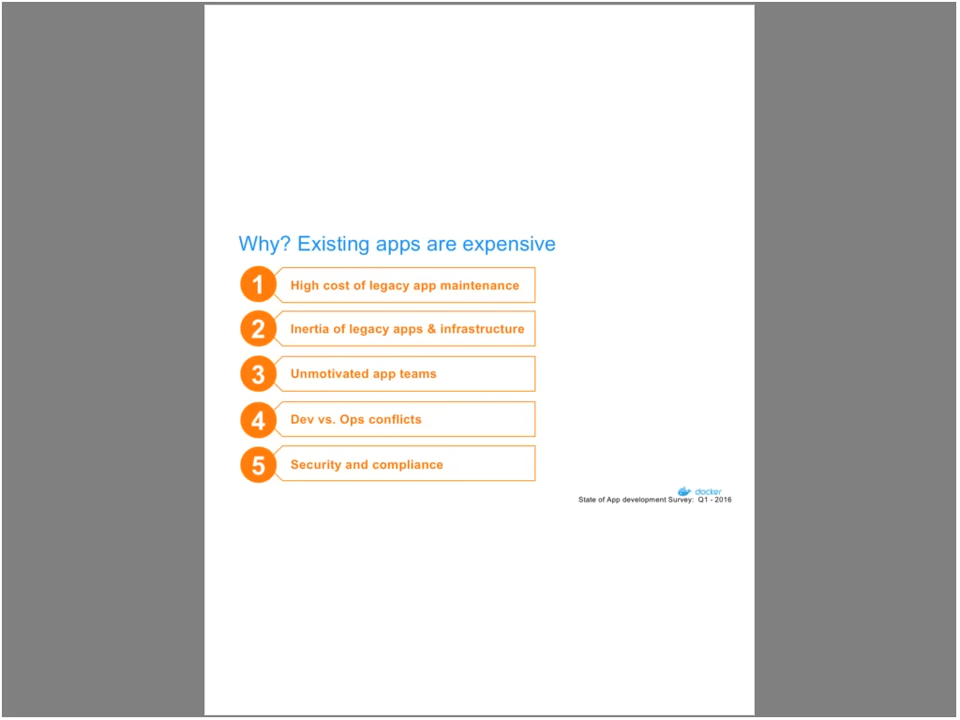 Why? Existing apps are expensive
1 High cost of legacy app maintenance
2 Inertia of legacy apps & infrastructure
3 Unmotivated app teams
4 Dev vs. Ops conflicts
5 Security and compliance
docker
State of App development Survey: Q1 - 2016